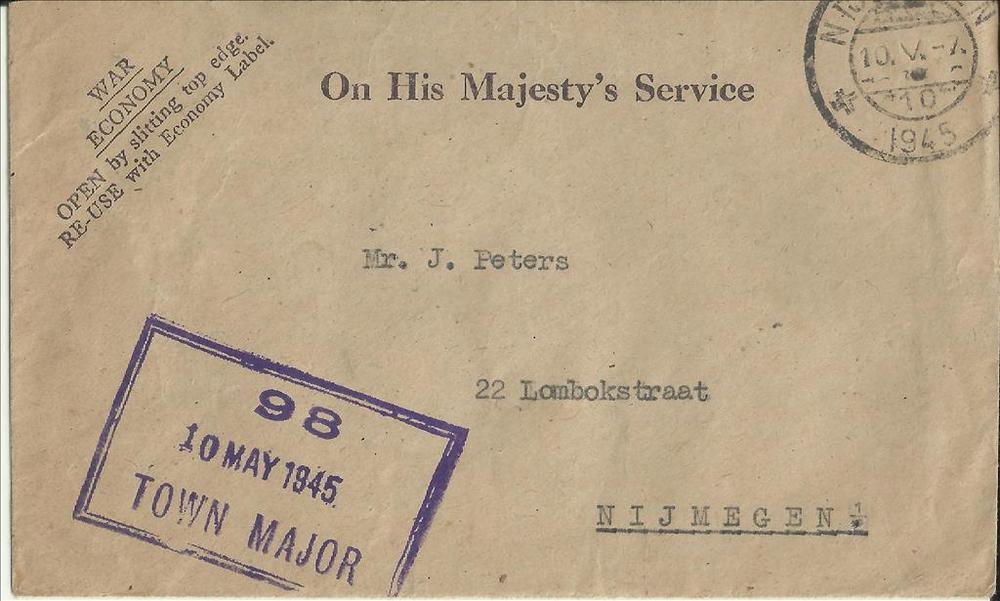 WAR
ECONOMY
OPEN by slitting top edge.
RE-USE with Economy Label.
On His Majesty's Service
10. V. -7.
10
1945
Mr. J. Peters
22 Lombokstraat
NIJMEGEN
98
10 MAY 1945
TOWN MAJOR